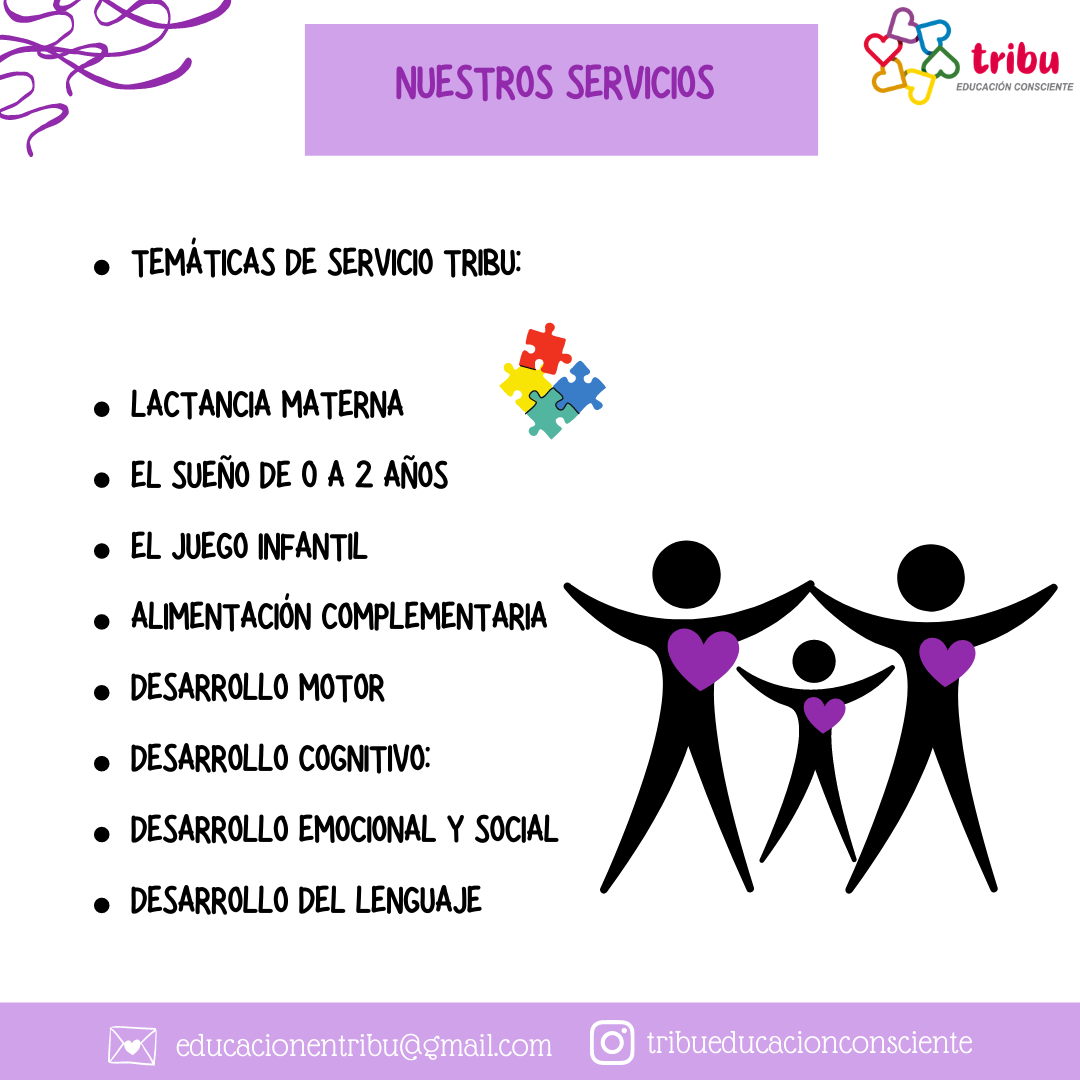 NUESTROS SERVICIOS
tribu
EDUCACIÓN CONSCIENTE
TEMÁTICAS DE SERVICIO TRIBU:
LACTANCIA MATERNA
EL SUEÑO DE 0 A 2 AÑOS
EL JUEGO INFANTIL
ALIMENTACIÓN COMPLEMENTARIA
DESARROLLO MOTOR
DESARROLLO COGNITIVO:
DESARROLLO EMOCIONAL Y SOCIAL
DESARROLLO DEL LENGUAJE
educacionentribu@gmail.com
tribueducacionconsciente